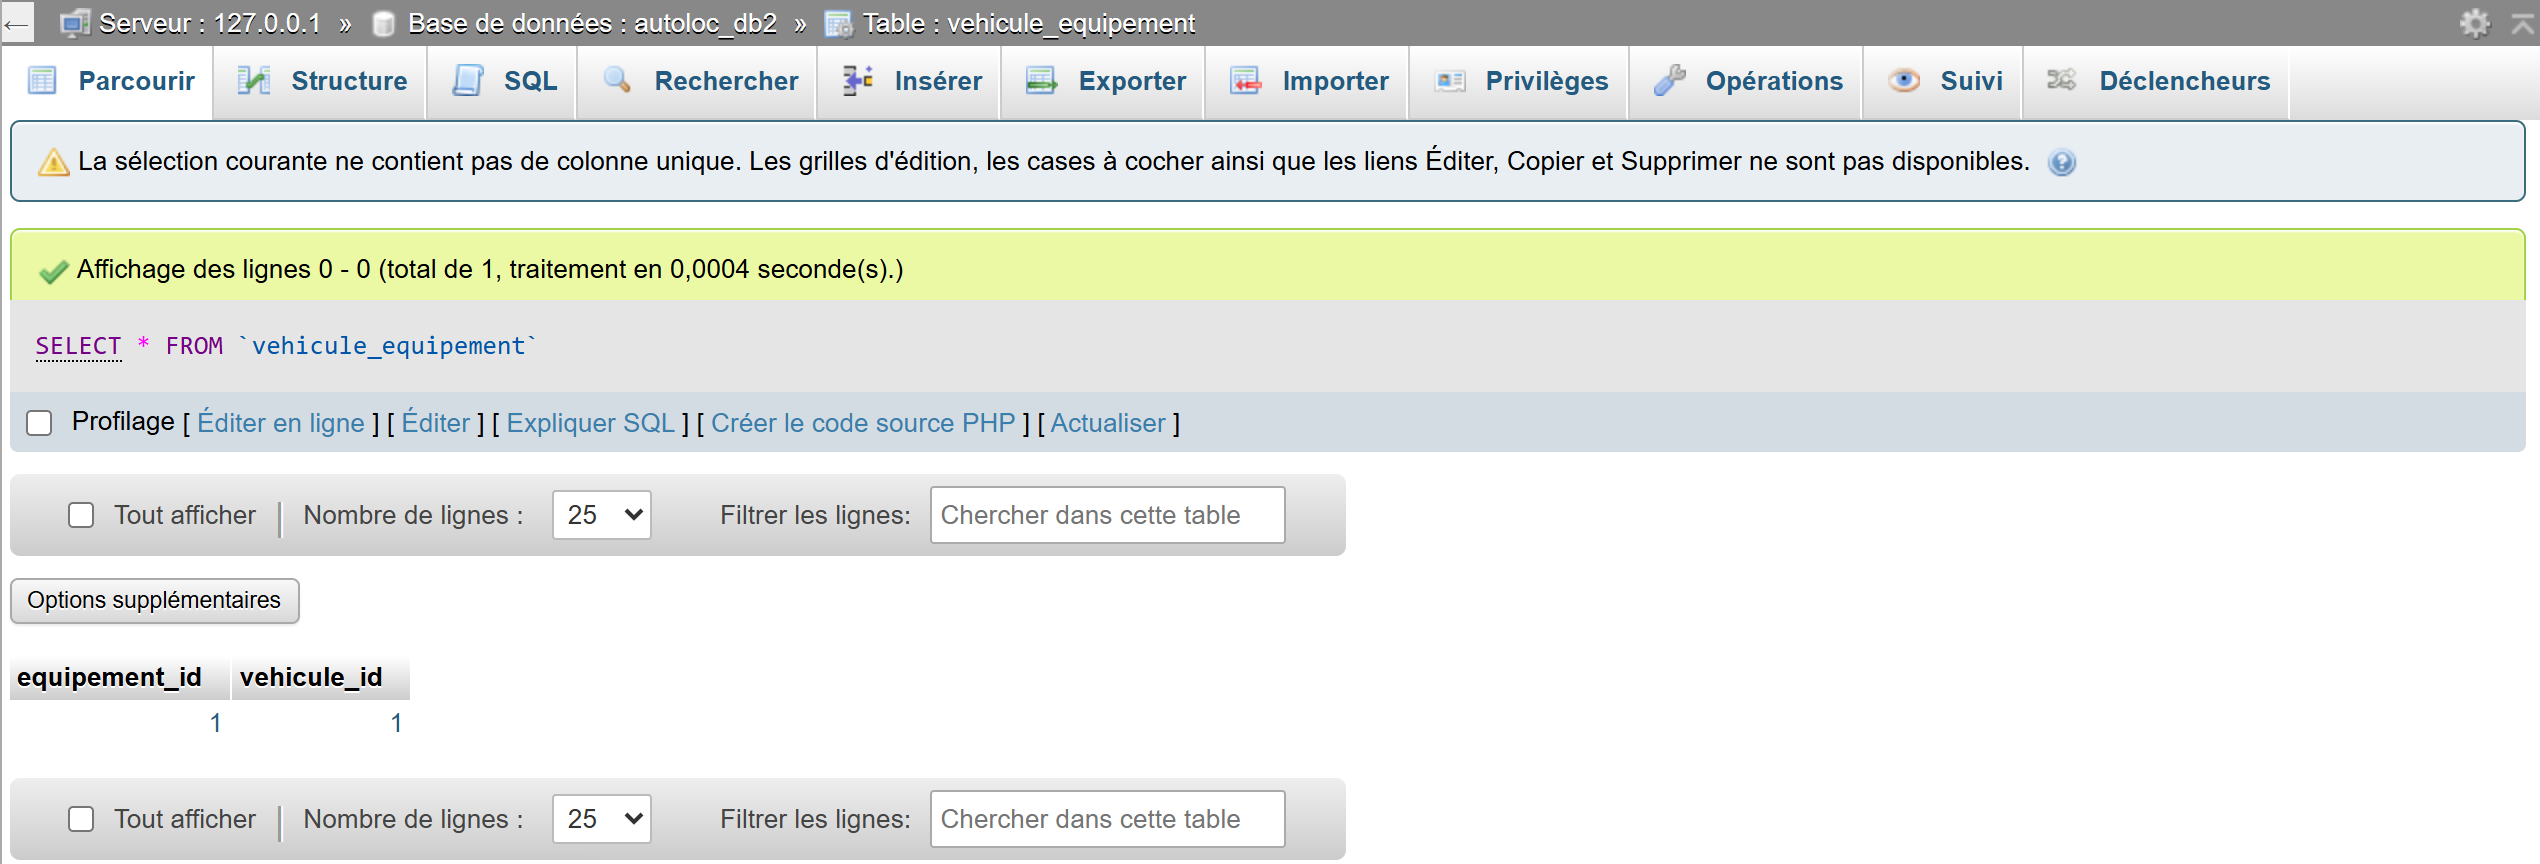 ← Serveur : 127.0.0.1 » Base de données : autoloc_db2 » Table : vehicule_equipement
Parcourir Structure SQL Rechercher Insérer Exporter Importer Privilèges Opérations Suivi Déclencheurs
La sélection courante ne contient pas de colonne unique. Les grilles d'édition, les cases à cocher ainsi que les liens Éditer, Copier et Supprimer ne sont pas disponibles.
Affichage des lignes 0 - 0 (total de 1, traitement en 0,0004 seconde(s).)
SELECT * FROM `vehicule_equipement`
Profilage [ Éditer en ligne ] [ Éditer ] [ Expliquer SQL ] [ Créer le code source PHP ] [ Actualiser ]
Tout afficher | Nombre de lignes : 25 Filtrer les lignes: Chercher dans cette table
Options supplémentaires
equipement_id vehicule_id
1 1
Tout afficher | Nombre de lignes : 25 Filtrer les lignes: Chercher dans cette table